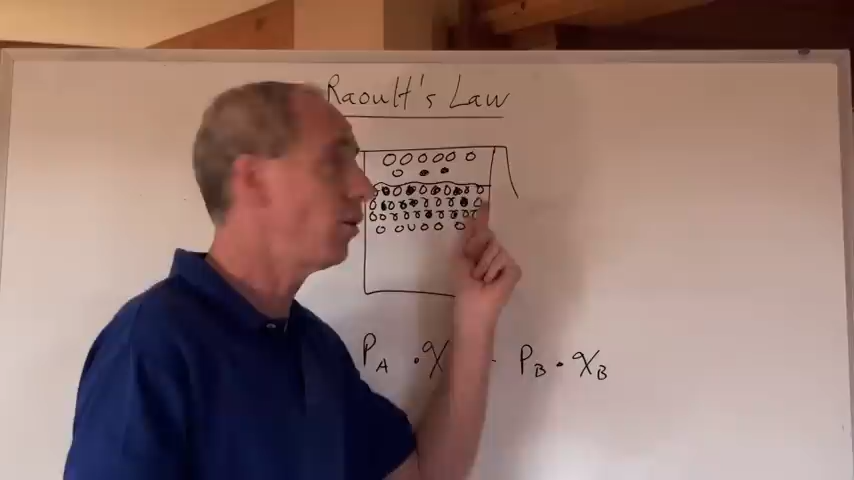 Raoult's Law
P_A · χ - P_B · χ_B